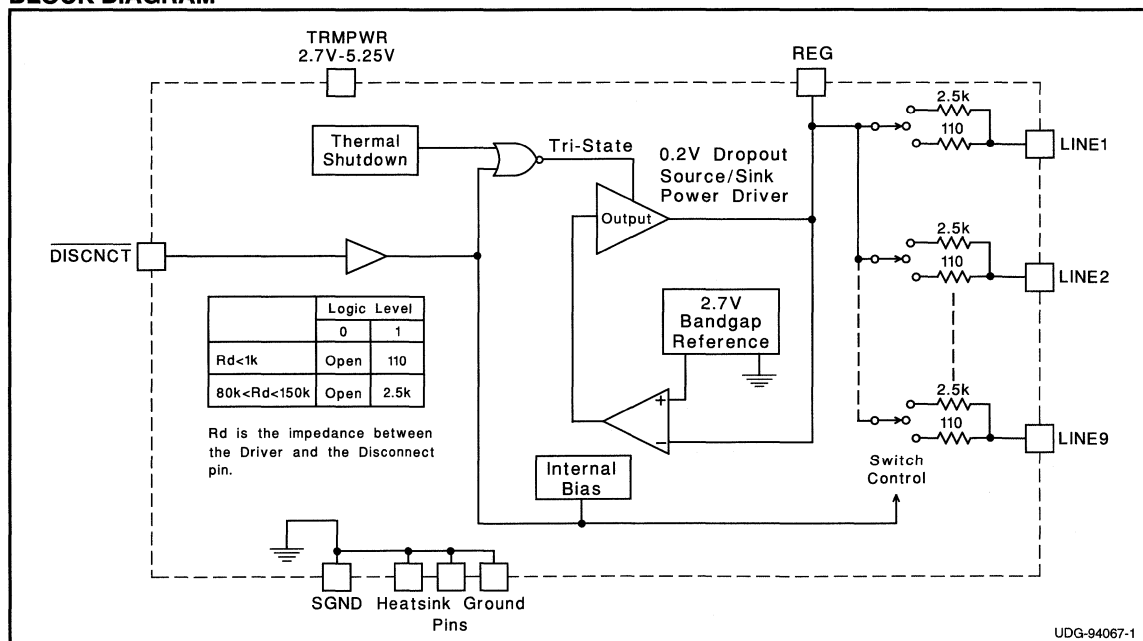 BLOCK DIAGRAM
TRMPWR
2.7V-5.25V
REG
Thermal
Shutdown
Tri-State
0.2V Dropout
Source/Sink
Power Driver
Output
2.5k
110
LINE1
DISCNCT
2.5k
110
LINE2
Logic Level
0 1
Rd<1k Open 110
80k<Rd<150k Open 2.5k
2.7V
Bandgap
Reference
+
−
2.5k
110
LINE9
Rd is the impedance between
the Driver and the Disconnect
pin.
Internal
Bias
Switch
Control
SGND Heatsink Ground
Pins
UDG-94067-1